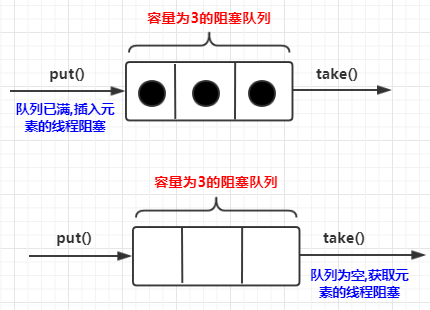 容量为3的阻塞队列
put()
take()
队列已满,插入元
素的线程阻塞
容量为3的阻塞队列
put()
take()
队列为空,获取元
素的线程阻塞